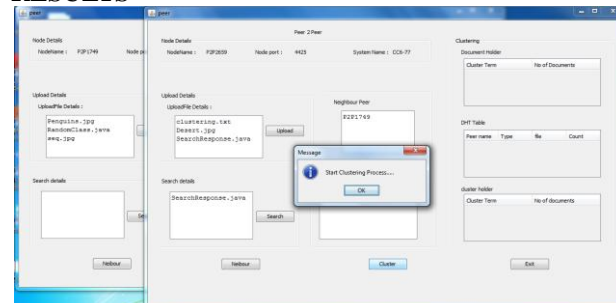 RESULTS
peer
Node Details
NodeName : P2P1749
Upload Details
UploadFile Details :
Penguins.jpg
RandomClass.java
seq.jpg
Search details
Neibour
peer
Peer 2 Peer
Node Details
NodeName : P2P2659 Node port : 4425 System Name : CC6-77
Upload Details
UploadFile Details :
clustering.txt
Desert.jpg
SearchResponse.java
Upload
Neighbour Peer
P2P1749
Search details
SearchResponse.java
Search
Neibour
Cluster
Message
Start Clustering Process....
OK
Clustering
Document Holder
Cluster Term No of Documents
DHT Table
Peer name Type file Count
cluster holder
Cluster Term No of documents
Exit